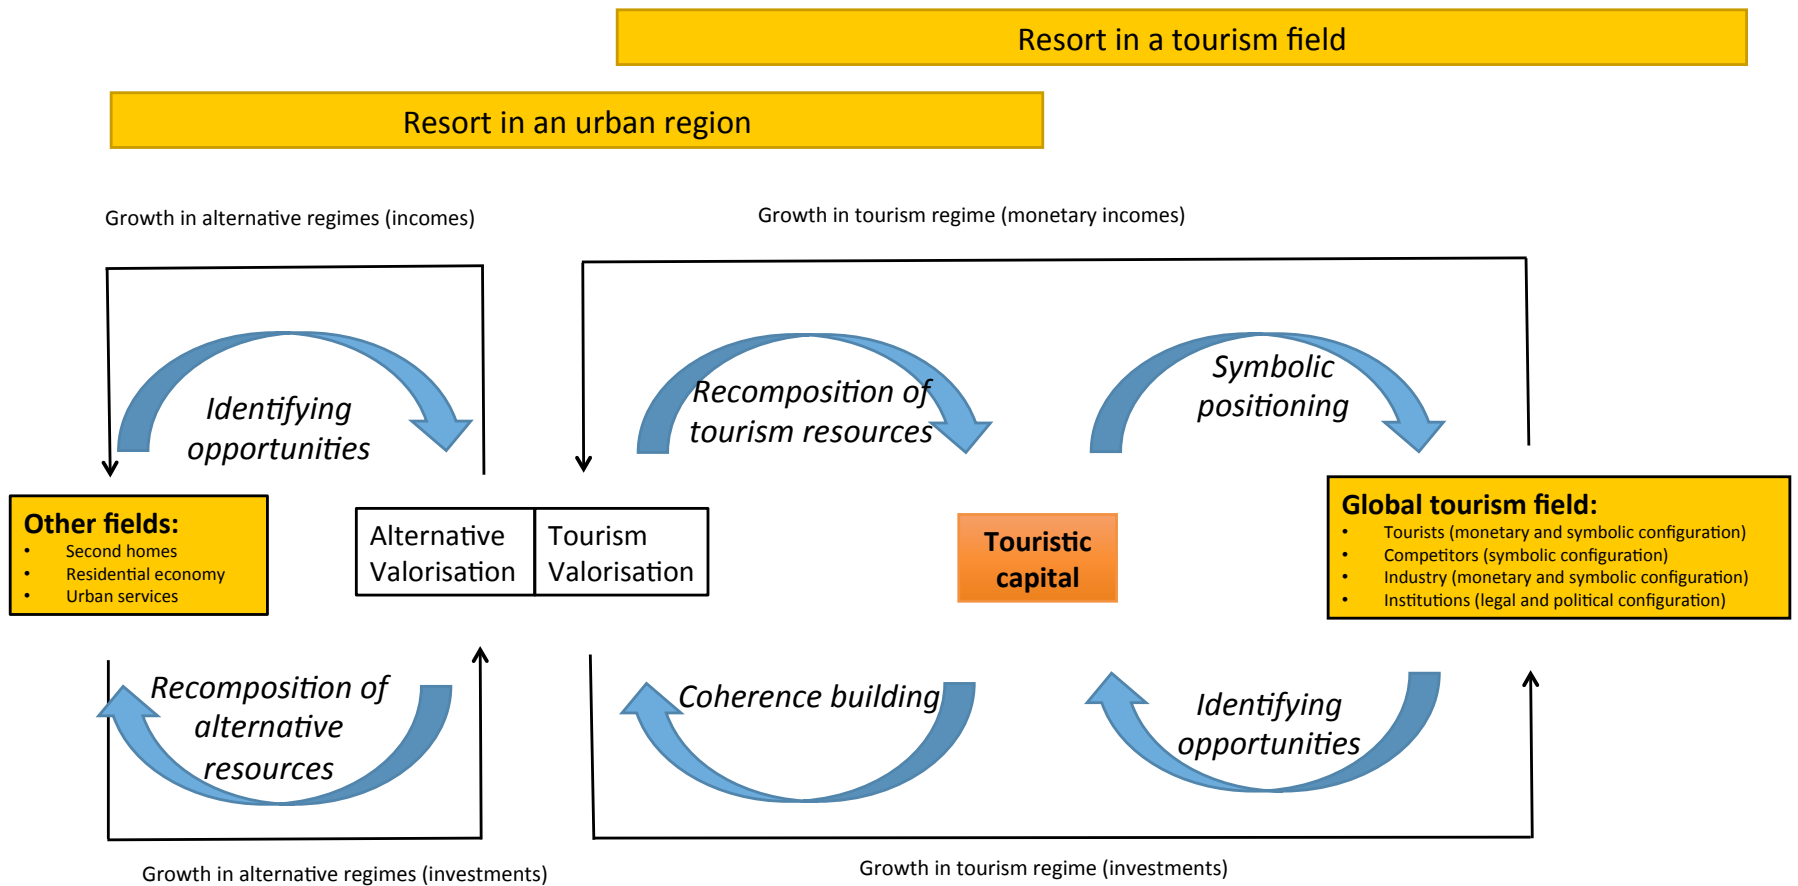 Resort in a tourism field
Resort in an urban region
Growth in alternative regimes (incomes)
Growth in tourism regime (monetary incomes)
Identifying
opportunities
Recomposition of
tourism resources
Symbolic
positioning
Other fields:
• Second homes
• Residential economy
• Urban services
Alternative
Valorisation
Tourism
Valorisation
Touristic
capital
Global tourism field:
• Tourists (monetary and symbolic configuration)
• Competitors (symbolic configuration)
• Industry (monetary and symbolic configuration)
• Institutions (legal and political configuration)
Recomposition of
alternative
resources
Coherence building
Identifying
opportunities
Growth in alternative regimes (investments)
Growth in tourism regime (investments)